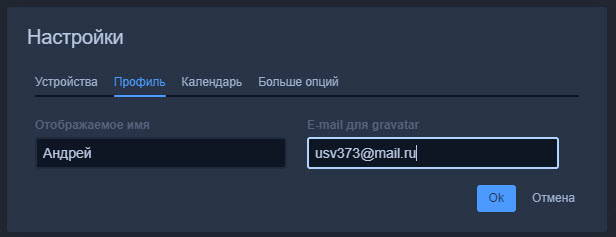 Настройки
Устройства Профиль Календарь Больше опций
Отображаемое имя E-mail для gravatar
Андрей usv373@mail.ru
Ok Отмена